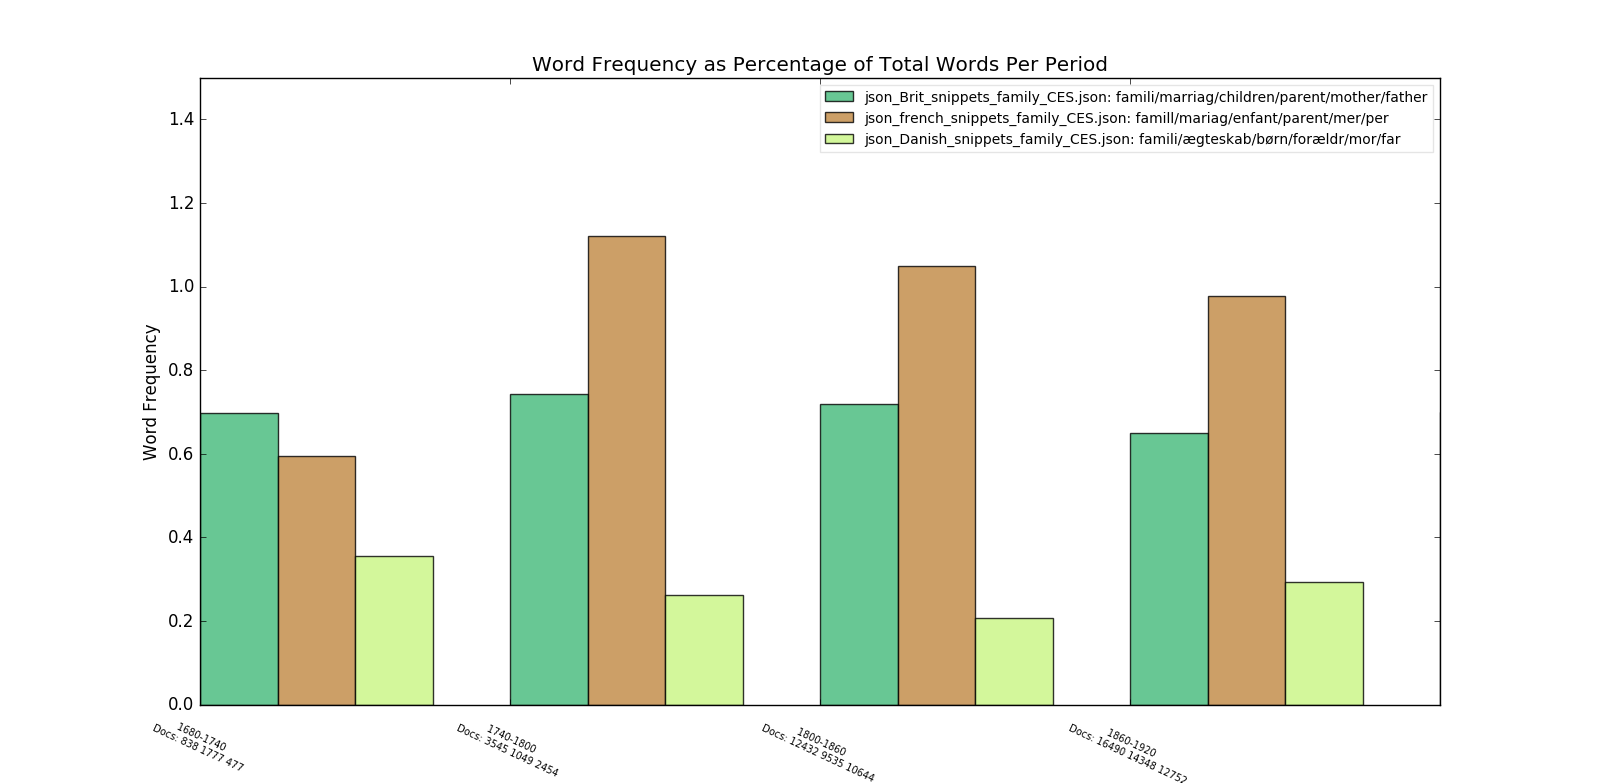 Word Frequency as Percentage of Total Words Per Period
json_Brit_snippets_family_CES.json: famili/marriag/children/parent/mother/father
json_french_snippets_family_CES.json: famill/mariag/enfant/parent/mer/per
json_Danish_snippets_family_CES.json: famili/ægteskab/børn/forældr/mor/far
1.4
1.2
1.0
0.8
0.6
0.4
0.2
0.0
Word Frequency
1680-1740
Docs: 838 1777 477
1740-1800
Docs: 3545 1049 2454
1800-1860
Docs: 12432 9535 10644
1860-1920
Docs: 16490 14348 12752